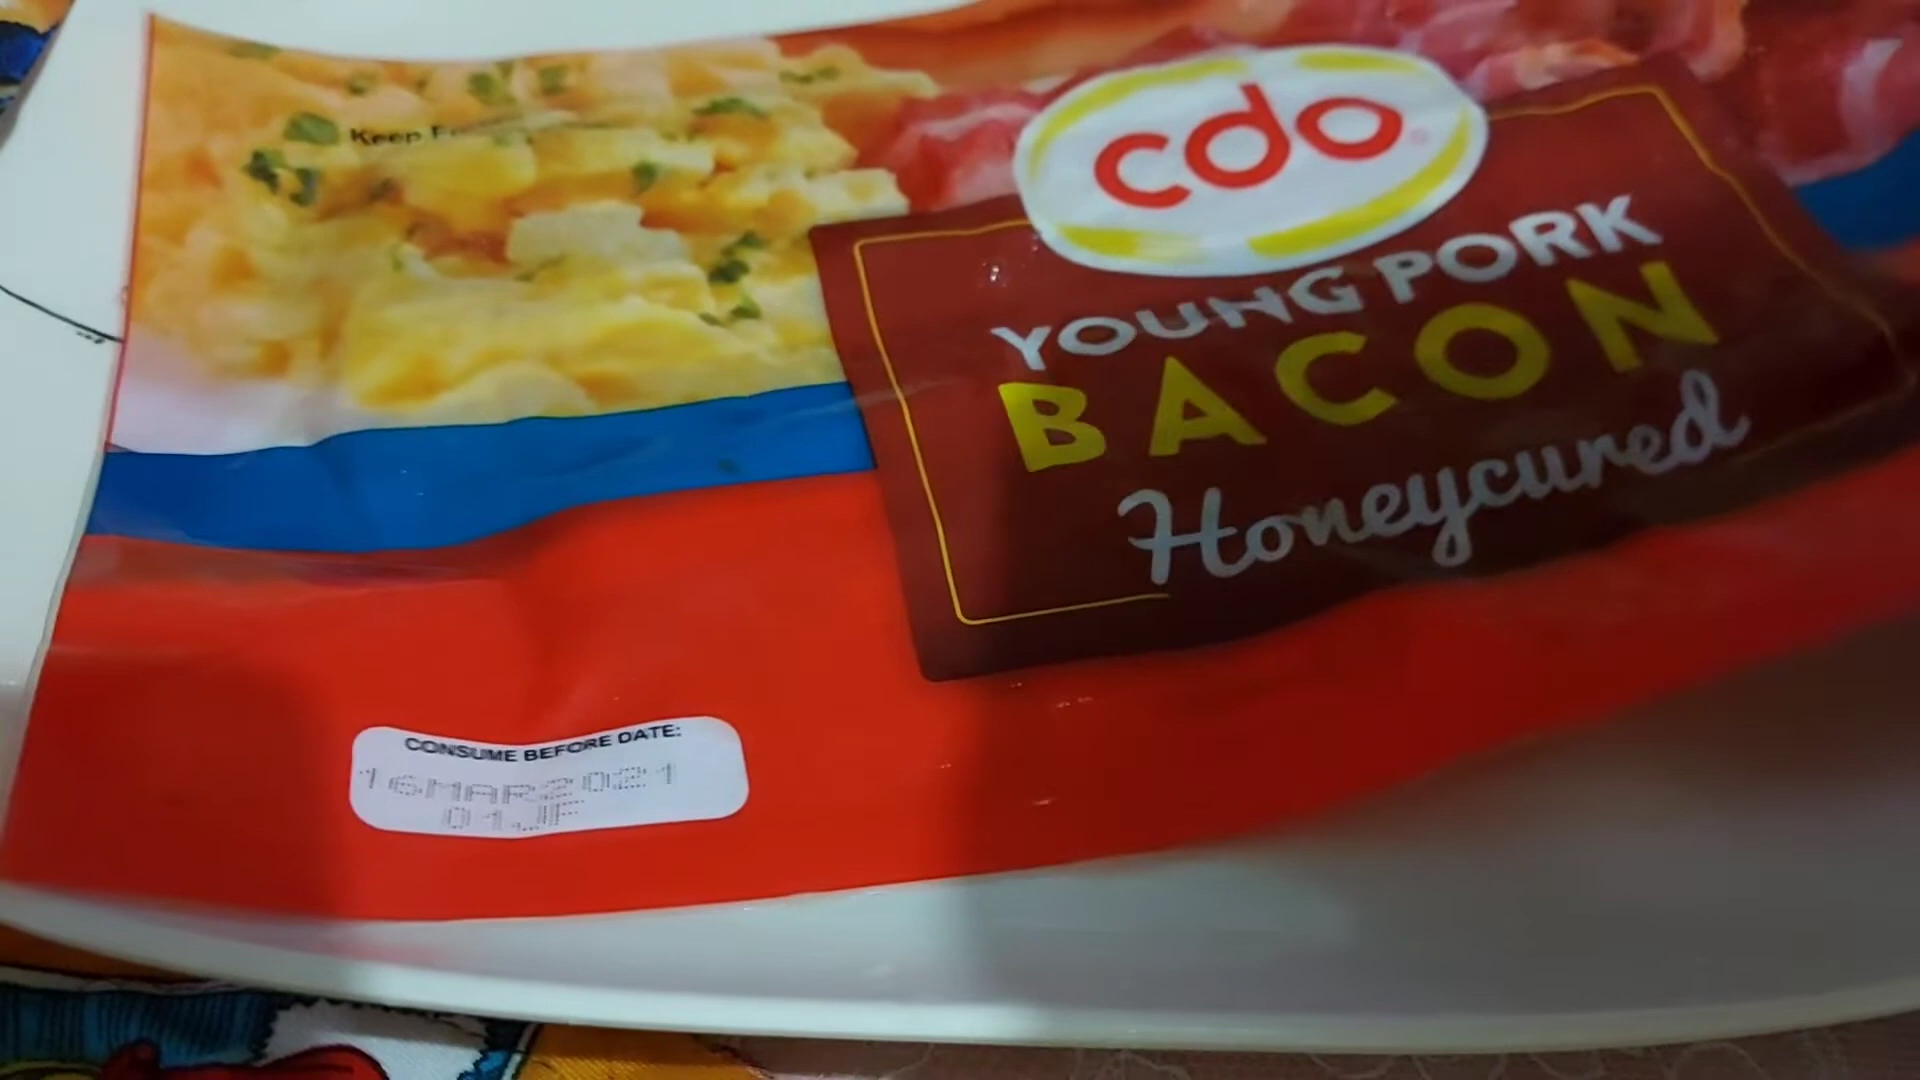 Keep
cdo
YOUNG PORK
BACON
Honeycured
CONSUME BEFORE DATE:
16MAR2021